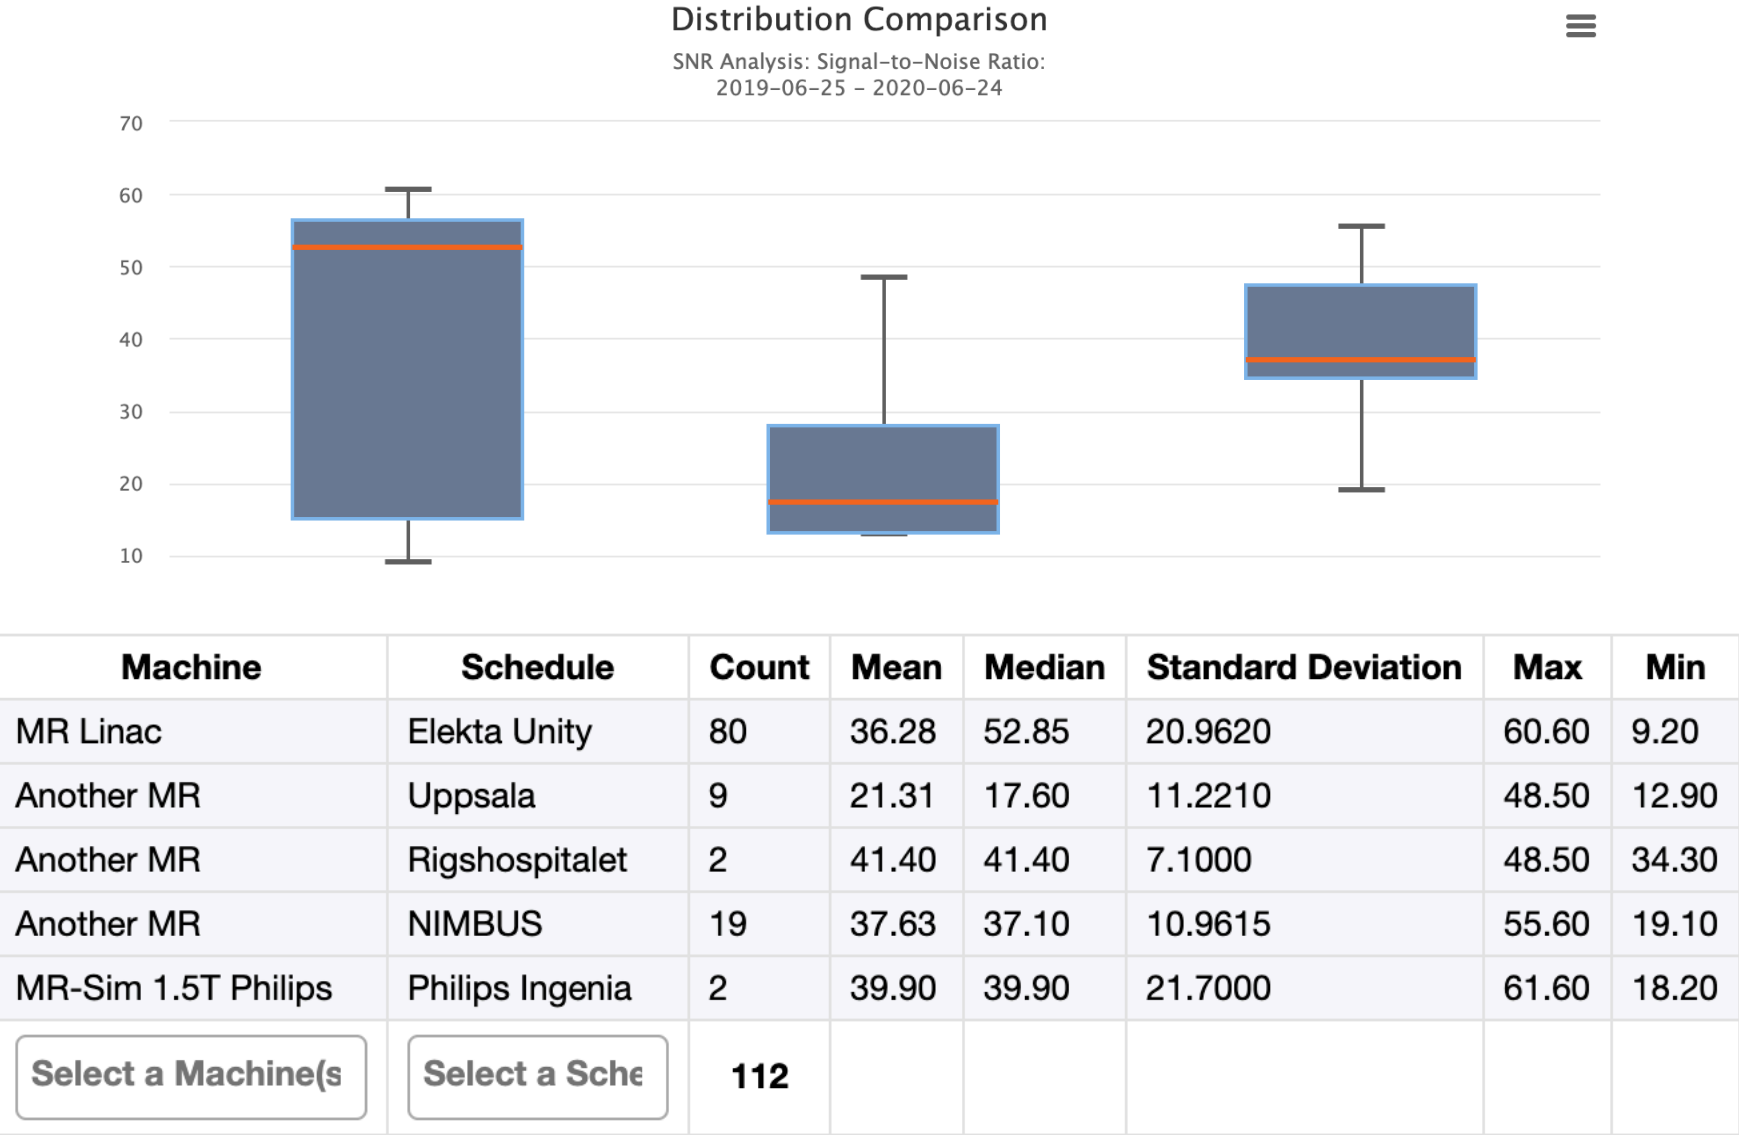 Distribution Comparison
SNR Analysis: Signal-to-Noise Ratio:
2019-06-25 - 2020-06-24
70
60
50
40
30
20
10
Machine Schedule Count Mean Median Standard Deviation Max Min
MR Linac Elekta Unity 80 36.28 52.85 20.9620 60.60 9.20
Another MR Uppsala 9 21.31 17.60 11.2210 48.50 12.90
Another MR Rigshospitalet 2 41.40 41.40 7.1000 48.50 34.30
Another MR NIMBUS 19 37.63 37.10 10.9615 55.60 19.10
MR-Sim 1.5T Philips Philips Ingenia 2 39.90 39.90 21.7000 61.60 18.20
Select a Machine(s Select a Sche 112